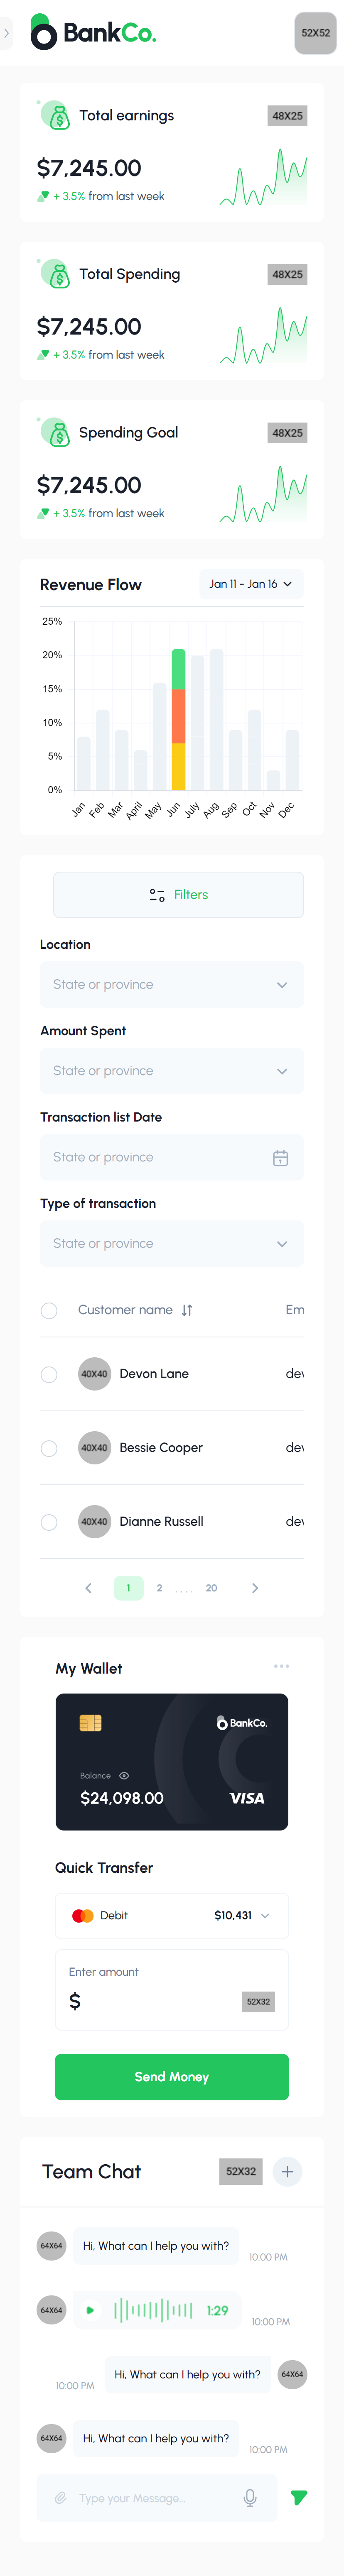 BankCo.
52X52
Total earnings
48X25
$7,245.00
+ 3.5% from last week
Total Spending
48X25
$7,245.00
+ 3.5% from last week
Spending Goal
48X25
$7,245.00
+ 3.5% from last week
Revenue Flow
Jan 11 - Jan 16
25%
20%
15%
10%
5%
0%
Jan Feb Mar April May Jun July Aug Sep Oct Nov Dec
Filters
Location
State or province
Amount Spent
State or province
Transaction list Date
State or province
Type of transaction
State or province
Customer name Em
40X40 Devon Lane dev
40X40 Bessie Cooper dev
40X40 Dianne Russell dev
1 2 .... 20
My Wallet
BankCo.
Balance
$24,098.00 VISA
Quick Transfer
Debit $10,431
Enter amount
$ 52X32
Send Money
Team Chat 52X32
64X64 Hi, What can I help you with? 10:00 PM
64X64 1:29 10:00 PM
10:00 PM Hi, What can I help you with? 64X64
64X64 Hi, What can I help you with? 10:00 PM
Type your Message...